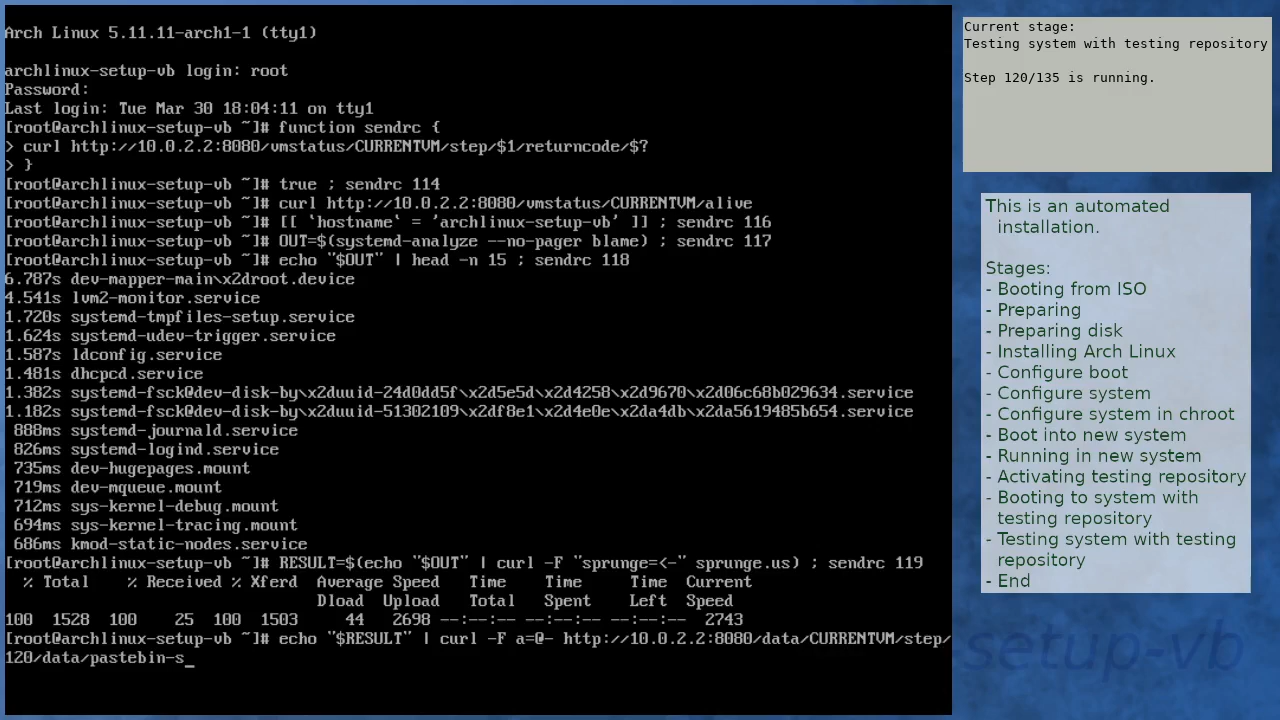 Arch Linux 5.11.11-arch1-1 (tty1)
archlinux-setup-vb login: root
Password:
Last login: Tue Mar 30 18:04:11 on tty1
[root@archlinux-setup-vb ~]# function sendrc {
> curl http://10.0.2.2:8080/vmstatus/CURRENTVM/step/$1/returncode/$?
> }
[root@archlinux-setup-vb ~]# true ; sendrc 114
[root@archlinux-setup-vb ~]# curl http://10.0.2.2:8080/vmstatus/CURRENTVM/alive
[root@archlinux-setup-vb ~]# [[ `hostname` = 'archlinux-setup-vb' ]] ; sendrc 116
[root@archlinux-setup-vb ~]# OUT=$(systemd-analyze --no-pager blame) ; sendrc 117
[root@archlinux-setup-vb ~]# echo "$OUT" | head -n 15 ; sendrc 118
6.787s dev-mapper-main\x2droot.device
4.541s lvm2-monitor.service
1.720s systemd-tmpfiles-setup.service
1.624s systemd-udev-trigger.service
1.587s ldconfig.service
1.481s dhcpcd.service
1.382s systemd-fsck@dev-disk-by\x2duuid-24d0dd5f\x2d5e5d\x2d4258\x2d9670\x2d06c68b029634.service
1.182s systemd-fsck@dev-disk-by\x2duuid-51302109\x2df8e1\x2d4e0e\x2da4db\x2da5619485b654.service
888ms systemd-journald.service
826ms systemd-logind.service
735ms dev-hugepages.mount
719ms dev-mqueue.mount
712ms sys-kernel-debug.mount
694ms sys-kernel-tracing.mount
686ms kmod-static-nodes.service
[root@archlinux-setup-vb ~]# RESULT=$(echo "$OUT" | curl -F "sprunge=<-" sprunge.us) ; sendrc 119
% Total % Received % Xferd Average Speed Time Time Time Current
Dload Upload Total Spent Left Speed
100 1528 100 25 100 1503 44 2698 --:--:-- --:--:-- --:--:-- 2743
[root@archlinux-setup-vb ~]# echo "$RESULT" | curl -F a=@- http://10.0.2.2:8080/data/CURRENTVM/step/
120/data/pastebin-s_
Current stage:
Testing system with testing repository
Step 120/135 is running.
This is an automated
installation.
Stages:
- Booting from ISO
- Preparing
- Preparing disk
- Installing Arch Linux
- Configure boot
- Configure system
- Configure system in chroot
- Boot into new system
- Running in new system
- Activating testing repository
- Booting to system with
testing repository
- Testing system with testing
repository
- End
setup-vb